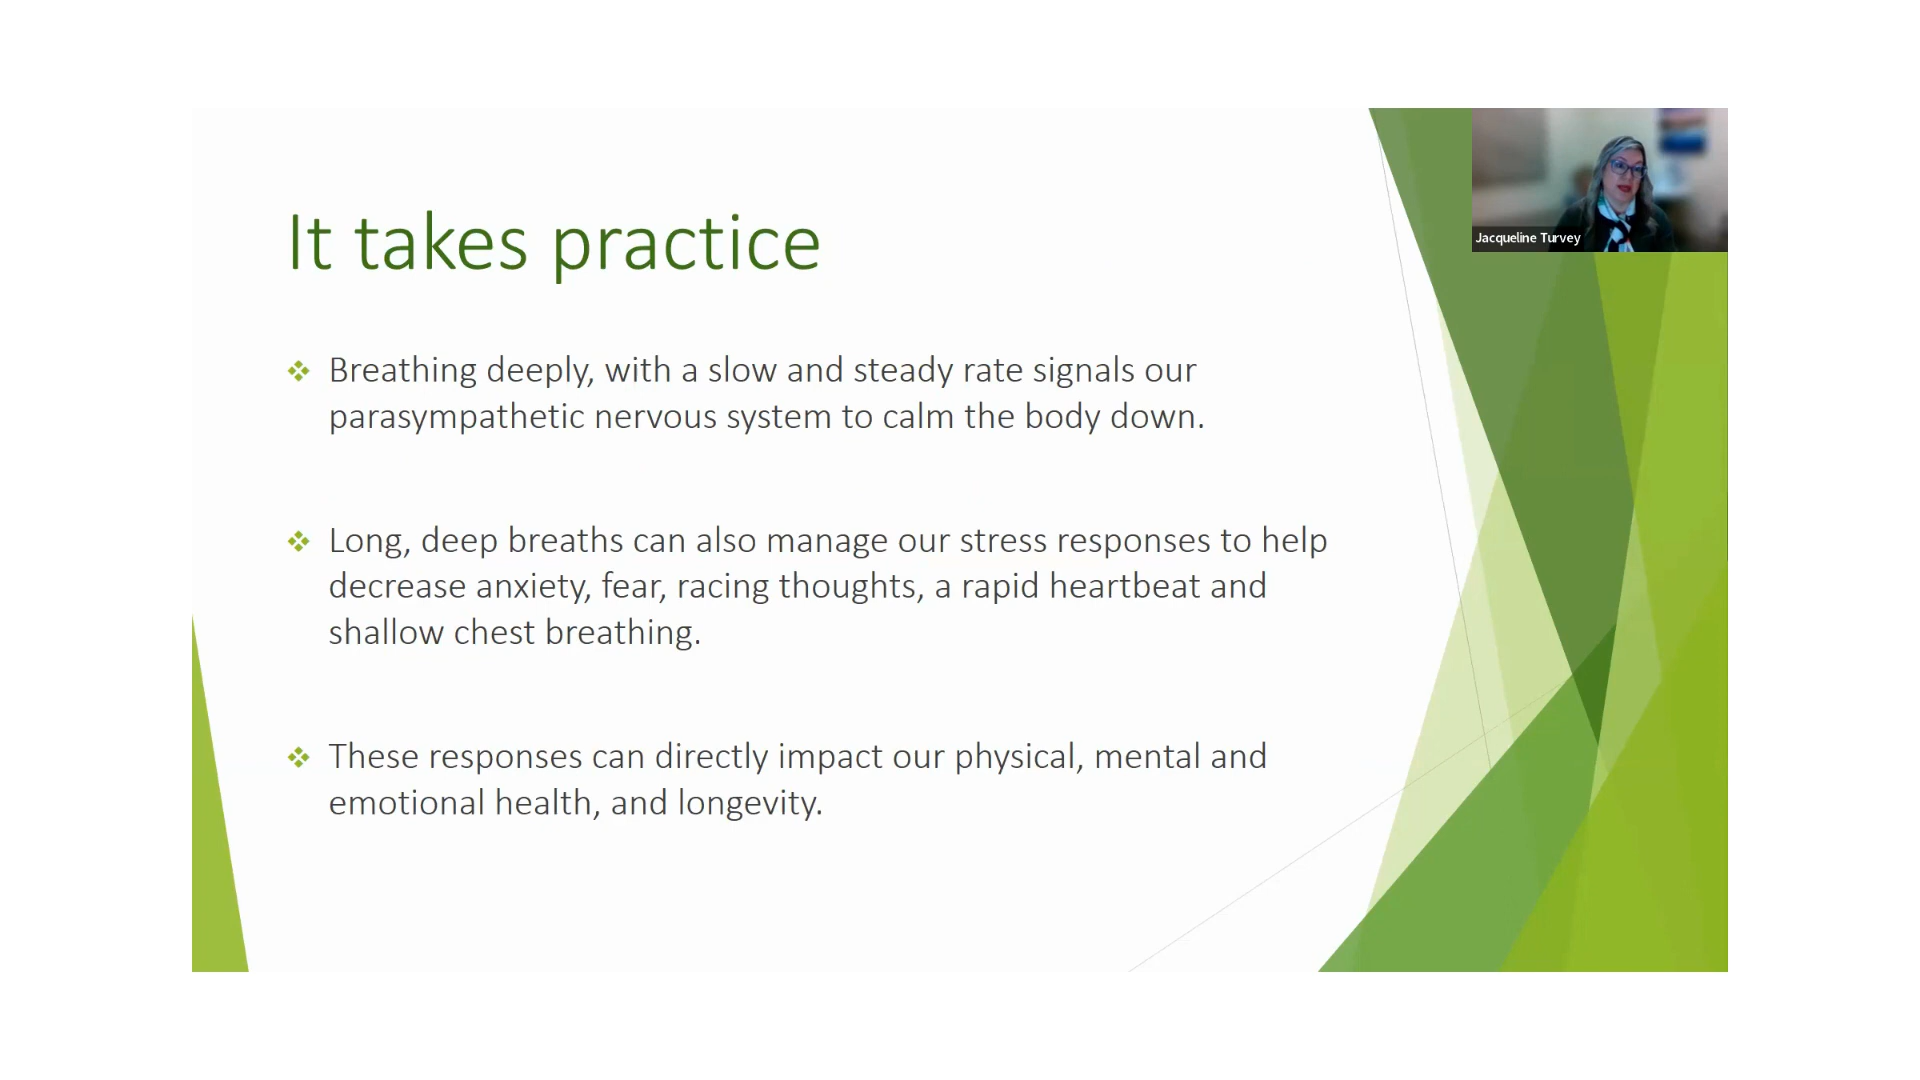 It takes practice
Jacqueline Turvey
Breathing deeply, with a slow and steady rate signals our
parasympathetic nervous system to calm the body down.
Long, deep breaths can also manage our stress responses to help
decrease anxiety, fear, racing thoughts, a rapid heartbeat and
shallow chest breathing.
These responses can directly impact our physical, mental and
emotional health, and longevity.